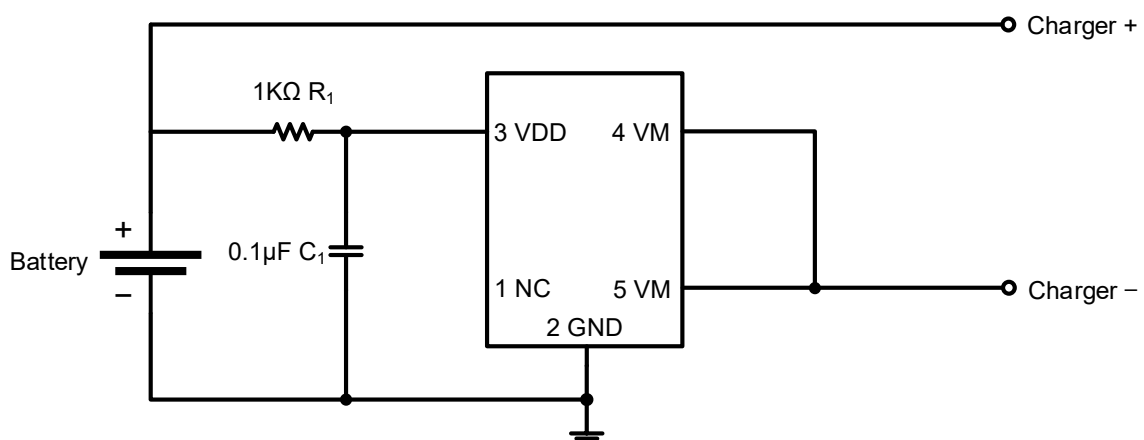 Charger +
1KΩ R₁
3 VDD
4 VM
+
Battery
0.1µF C₁
−
1 NC
5 VM
Charger −
2 GND